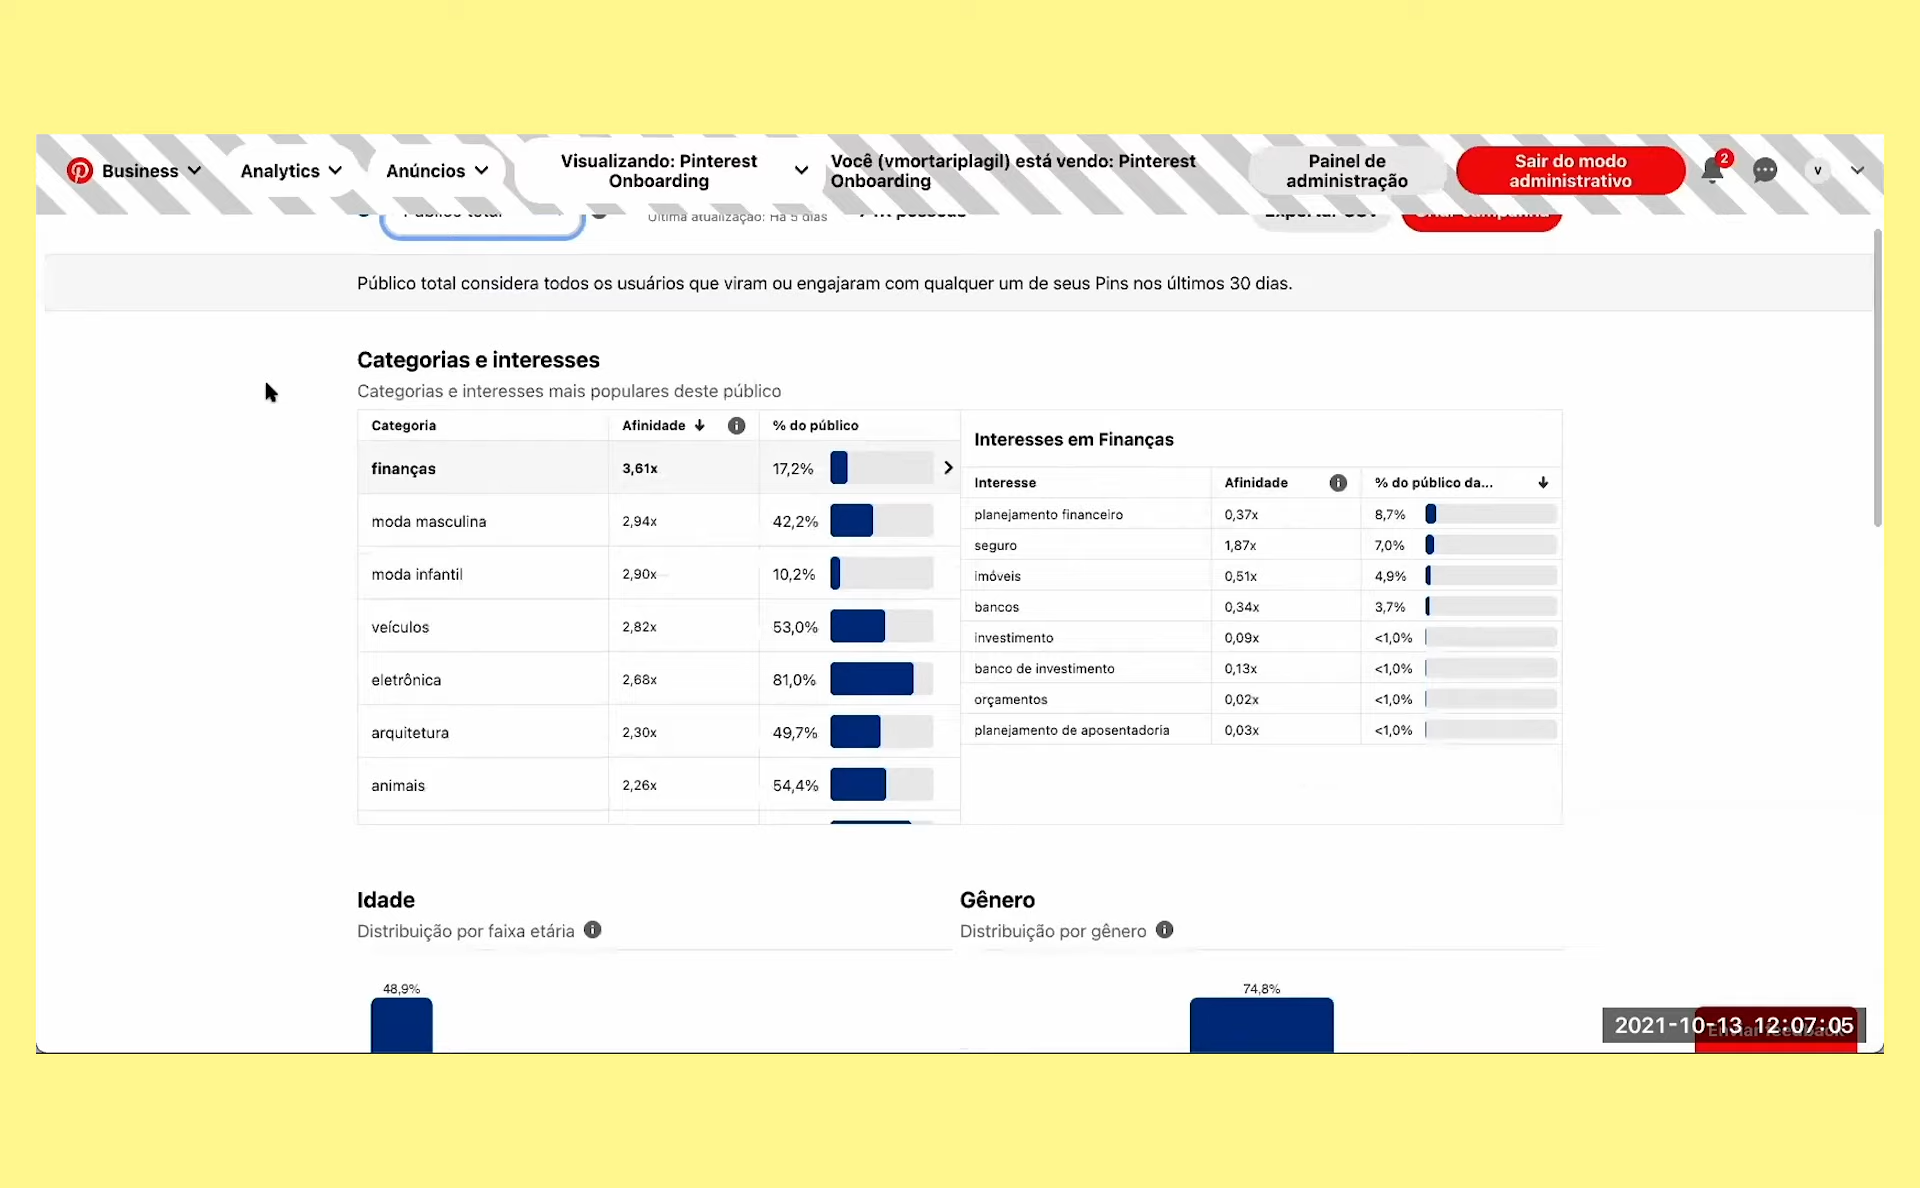 Business
Analytics
Anúncios
Visualizando: Pinterest
Onboarding
Você (vmortariplagil) está vendo: Pinterest
Onboarding
Painel de
administração
Sair do modo
administrativo
2
v
Última atualização: Há 5 dias
Público total considera todos os usuários que viram ou engajaram com qualquer um de seus Pins nos últimos 30 dias.
Categorias e interesses
Categorias e interesses mais populares deste público
Categoria Afinidade % do público
finanças 3,61x 17,2%
moda masculina 2,94x 42,2%
moda infantil 2,90x 10,2%
veículos 2,82x 53,0%
eletrônica 2,68x 81,0%
arquitetura 2,30x 49,7%
animais 2,26x 54,4%
Interesses em Finanças
Interesse Afinidade % do público da...
planejamento financeiro 0,37x 8,7%
seguro 1,87x 7,0%
imóveis 0,51x 4,9%
bancos 0,34x 3,7%
investimento 0,09x <1,0%
banco de investimento 0,13x <1,0%
orçamentos 0,02x <1,0%
planejamento de aposentadoria 0,03x <1,0%
Idade
Distribuição por faixa etária
48,9%
Gênero
Distribuição por gênero
74,8%
2021-10-13 12:07:05